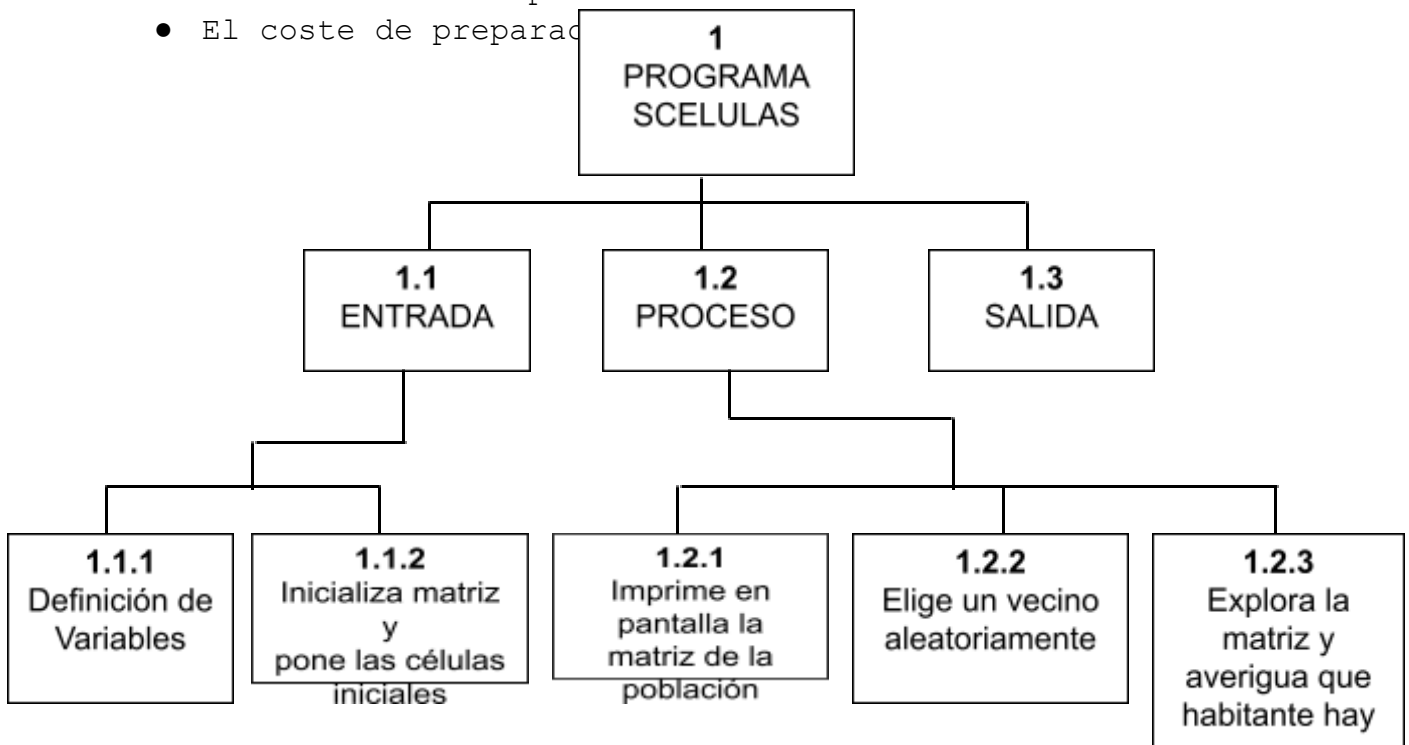 ● El coste de
1
PROGRAMA
SCELULAS
1.1
ENTRADA
1.2
PROCESO
1.3
SALIDA
1.1.1
Definición de
Variables
1.1.2
Inicializa matriz
y
pone las células
iniciales
1.2.1
Imprime en
pantalla la
matriz de la
población
1.2.2
Elige un vecino
aleatoriamente
1.2.3
Explora la
matriz y
averigua que
habitante hay